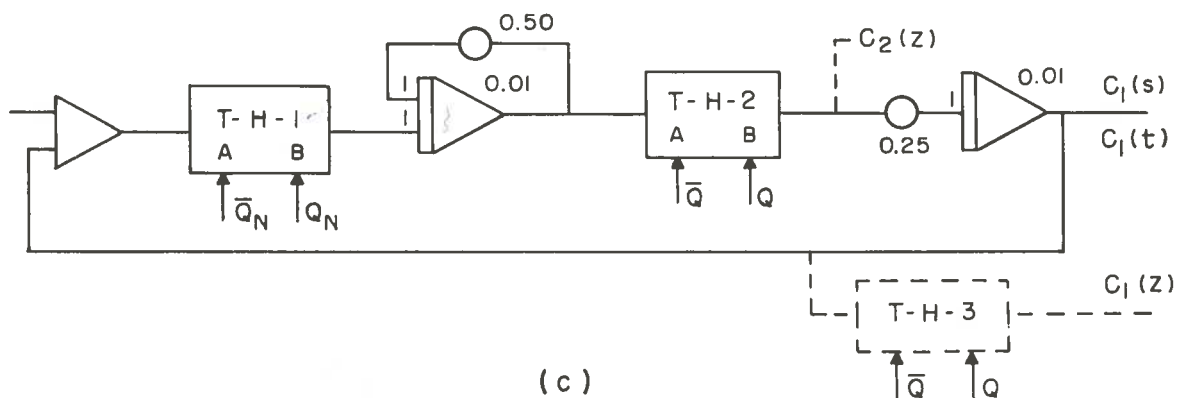 0.50
C2(Z)
1
0.01
0.01
T-H-1
T-H-2
1
C1(s)
1
A B
A B
0.25
C1(t)
Q̅N QN
Q̅ Q
T-H-3
C1(Z)
Q̅ Q
(c)